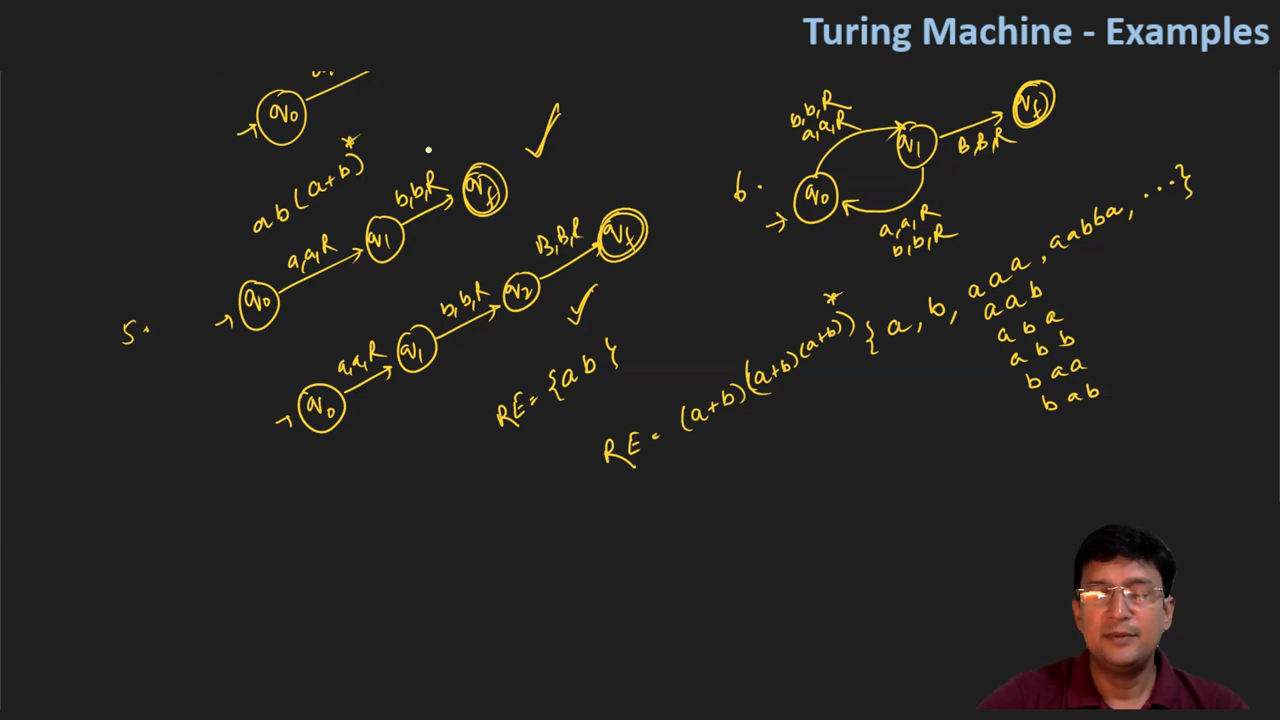 Turing Machine - Examples
q0
ab(a+b)*
5.
q0
a,a,R
q1
b,b,R
qf
q0
a,a,R
q1
b,b,R
q2
B,B,R
qf
RE = {ab}
6.
q0
b,b,R
a,a,R
q1
B,B,R
qf
a,a,R
b,b,R
RE = (a+b)((a+b)(a+b))* {a, b, aaa, aabba, ...}
aab
aba
abb
baa
bab